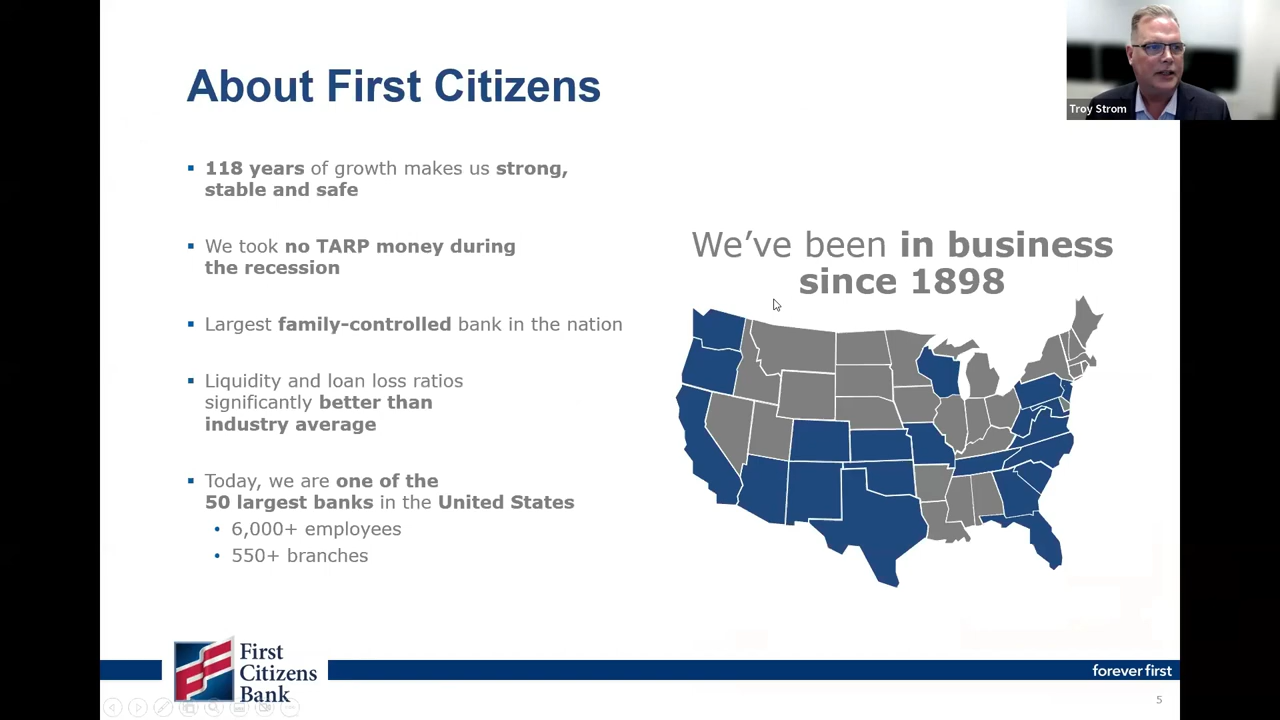 About First Citizens
Troy Strom
118 years of growth makes us strong,
stable and safe
We took no TARP money during
the recession
Largest family-controlled bank in the nation
Liquidity and loan loss ratios
significantly better than
industry average
Today, we are one of the
50 largest banks in the United States
6,000+ employees
550+ branches
We’ve been in business
since 1898
First
Citizens
Bank
forever first
5